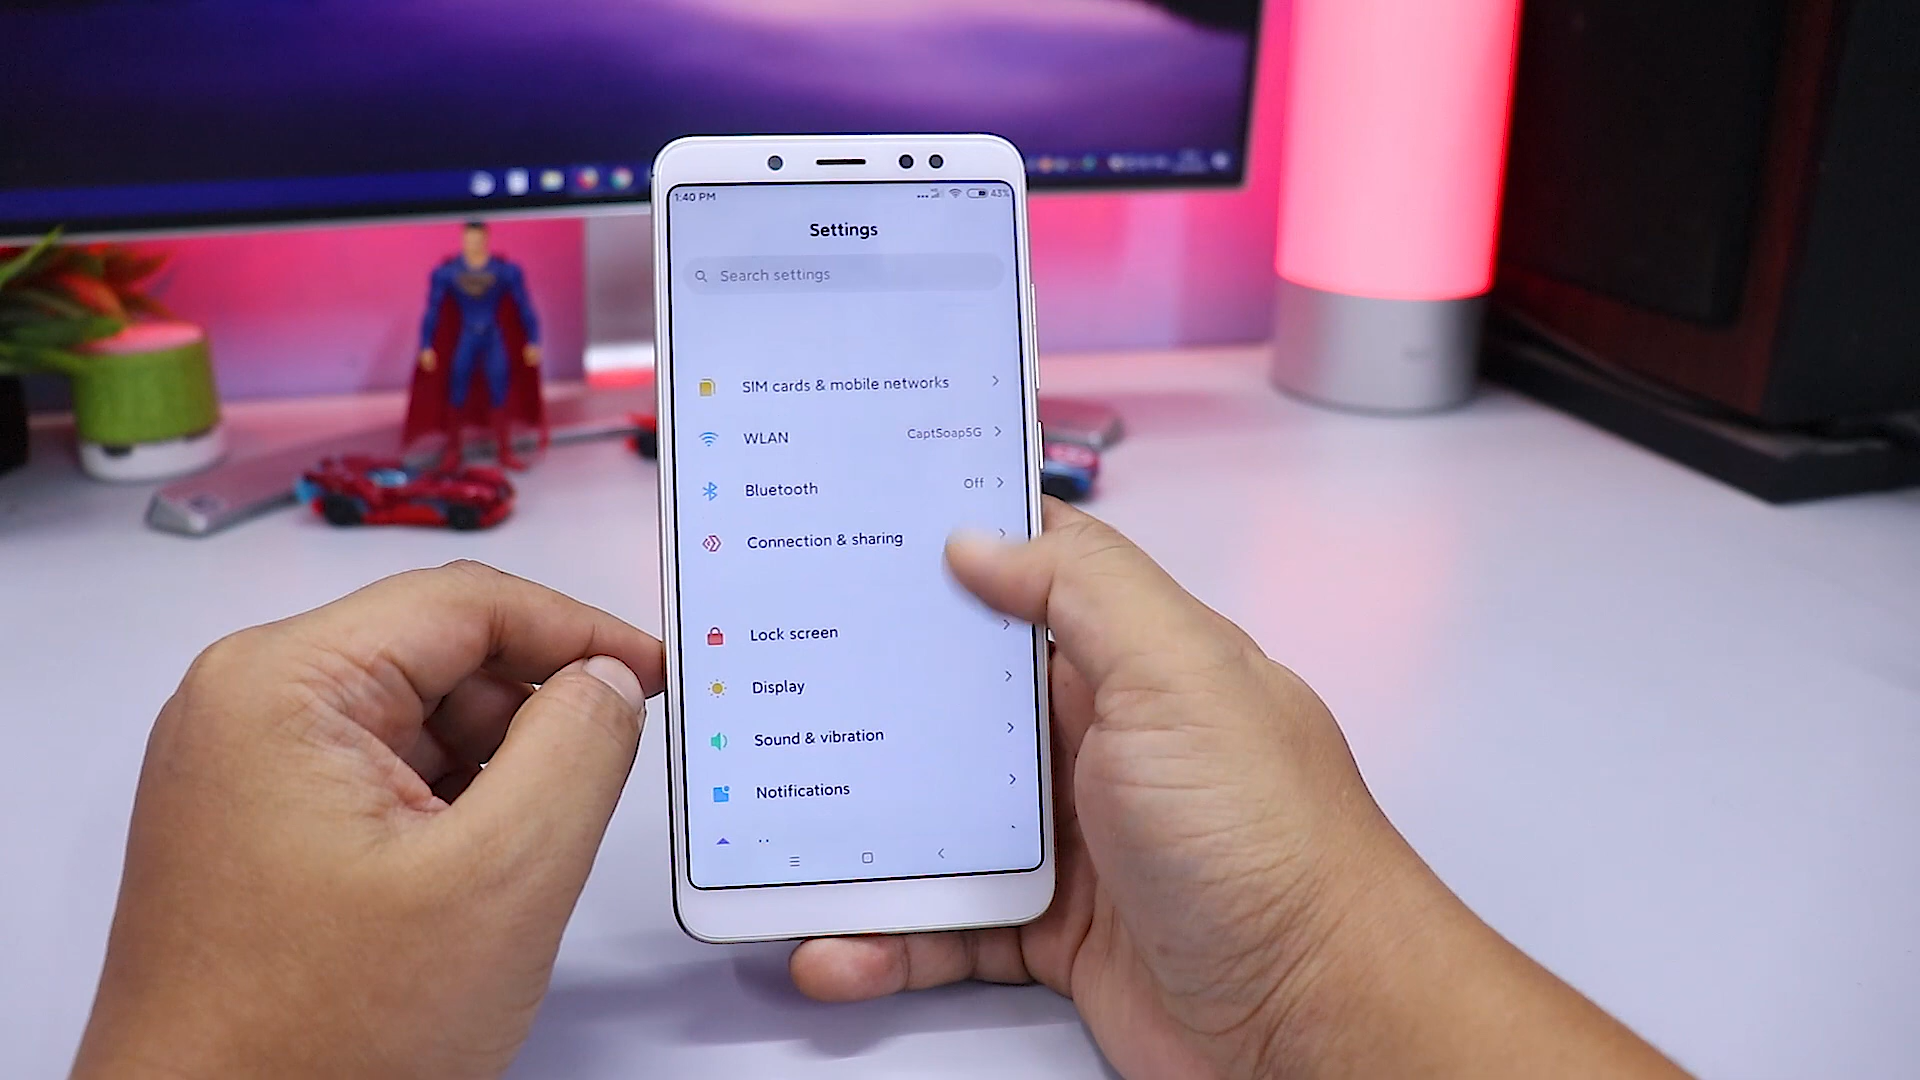 1:40 PM
43%
Settings
Search settings
SIM cards & mobile networks
WLAN CaptSoap5G
Bluetooth Off
Connection & sharing
Lock screen
Display
Sound & vibration
Notifications